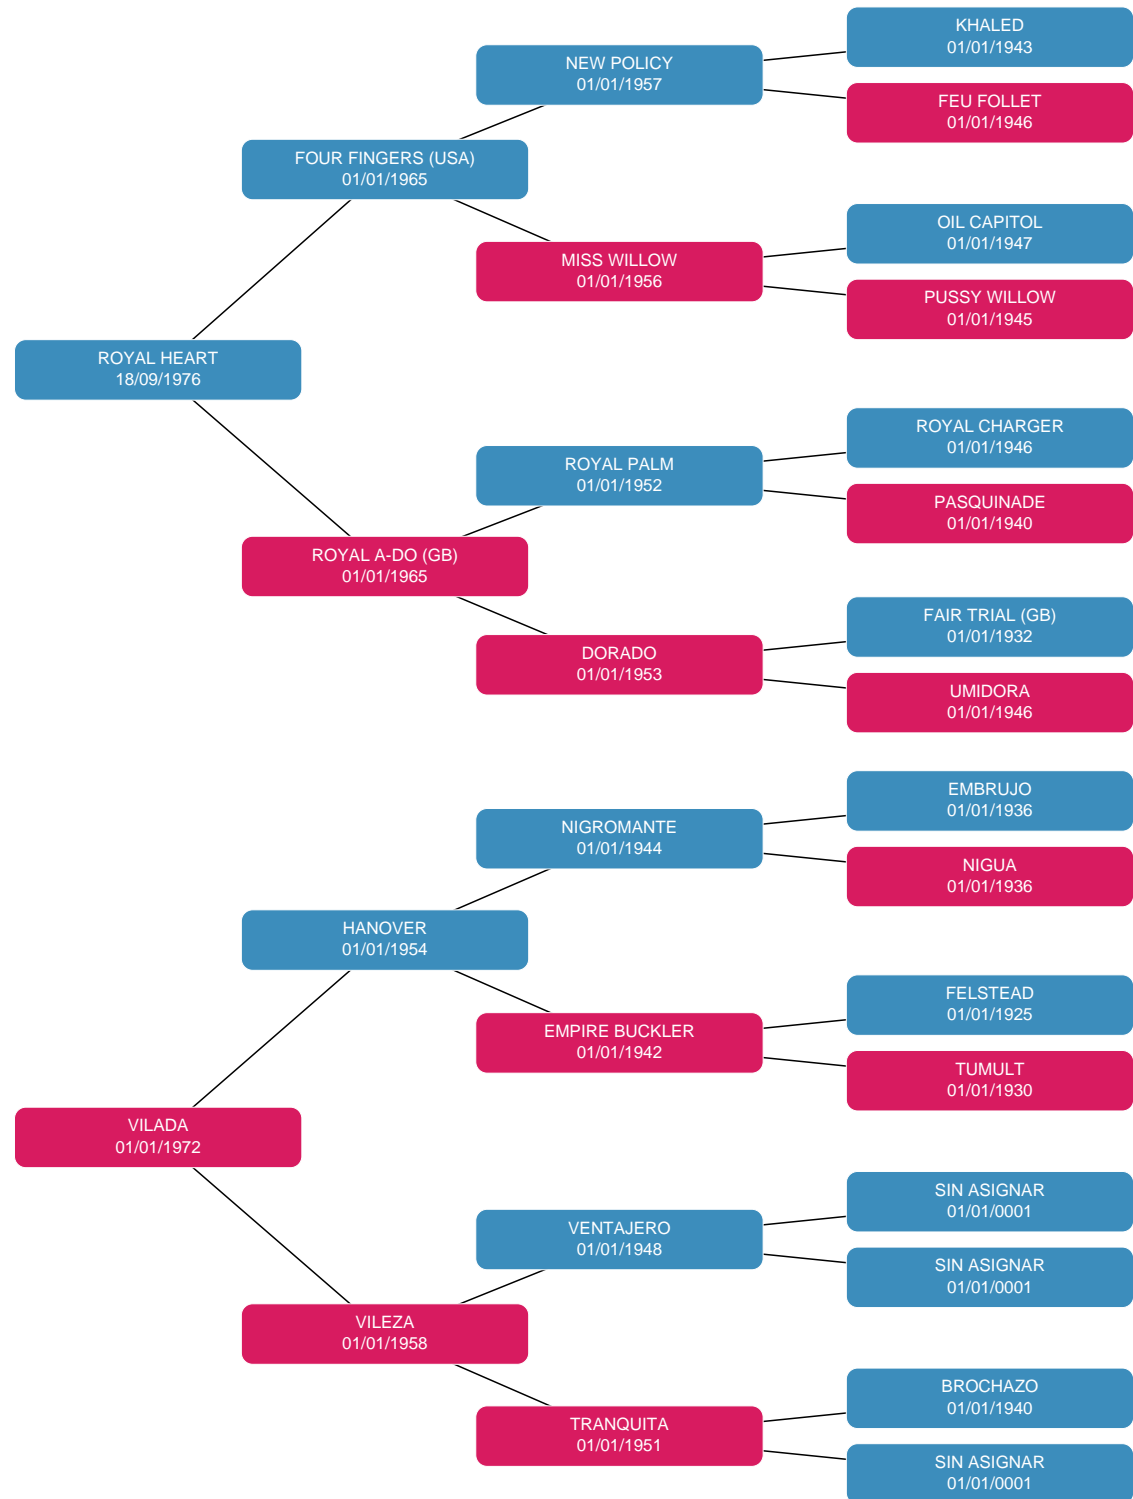 KHALED
01/01/1943
NEW POLICY
01/01/1957
FEU FOLLET
01/01/1946
FOUR FINGERS (USA)
01/01/1965
OIL CAPITOL
01/01/1947
MISS WILLOW
01/01/1956
PUSSY WILLOW
01/01/1945
ROYAL HEART
18/09/1976
ROYAL CHARGER
01/01/1946
ROYAL PALM
01/01/1952
PASQUINADE
01/01/1940
ROYAL A-DO (GB)
01/01/1965
FAIR TRIAL (GB)
01/01/1932
DORADO
01/01/1953
UMIDORA
01/01/1946
EMBRUJO
01/01/1936
NIGROMANTE
01/01/1944
NIGUA
01/01/1936
HANOVER
01/01/1954
FELSTEAD
01/01/1925
EMPIRE BUCKLER
01/01/1942
TUMULT
01/01/1930
VILADA
01/01/1972
SIN ASIGNAR
01/01/0001
VENTAJERO
01/01/1948
SIN ASIGNAR
01/01/0001
VILEZA
01/01/1958
BROCHAZO
01/01/1940
TRANQUITA
01/01/1951
SIN ASIGNAR
01/01/0001